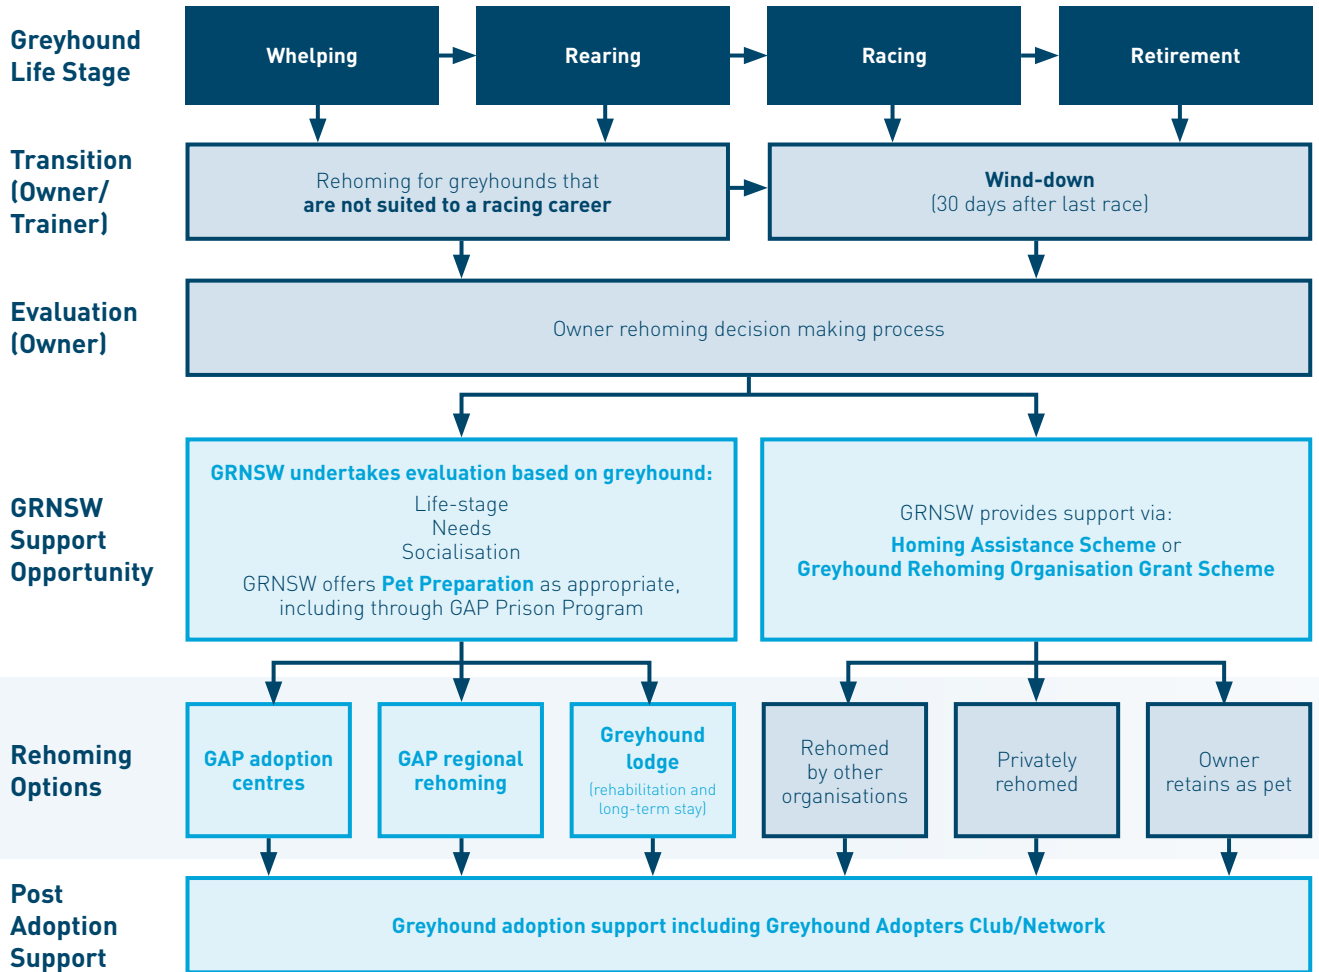 Greyhound
Life Stage
Whelping
Rearing
Racing
Retirement
Transition
(Owner/
Trainer)
Rehoming for greyhounds that
are not suited to a racing career
Wind-down
(30 days after last race)
Evaluation
(Owner)
Owner rehoming decision making process
GRNSW
Support
Opportunity
GRNSW undertakes evaluation based on greyhound:
Life-stage
Needs
Socialisation
GRNSW offers Pet Preparation as appropriate,
including through GAP Prison Program
GRNSW provides support via:
Homing Assistance Scheme or
Greyhound Rehoming Organisation Grant Scheme
Rehoming
Options
GAP adoption
centres
GAP regional
rehoming
Greyhound
lodge
(rehabilitation and
long-term stay)
Rehomed
by other
organisations
Privately
rehomed
Owner
retains as pet
Post
Adoption
Support
Greyhound adoption support including Greyhound Adopters Club/Network